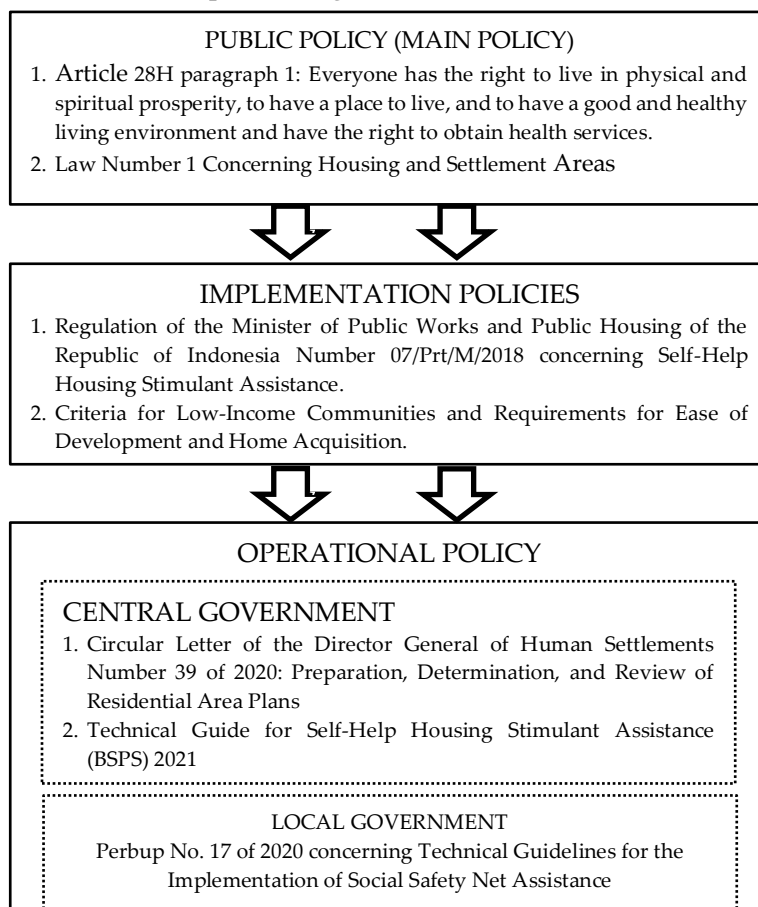 PUBLIC POLICY (MAIN POLICY)
1. Article 28H paragraph 1: Everyone has the right to live in physical and
spiritual prosperity, to have a place to live, and to have a good and healthy
living environment and have the right to obtain health services.
2. Law Number 1 Concerning Housing and Settlement Areas
IMPLEMENTATION POLICIES
1. Regulation of the Minister of Public Works and Public Housing of the
Republic of Indonesia Number 07/Prt/M/2018 concerning Self-Help
Housing Stimulant Assistance.
2. Criteria for Low-Income Communities and Requirements for Ease of
Development and Home Acquisition.
OPERATIONAL POLICY
CENTRAL GOVERNMENT
1. Circular Letter of the Director General of Human Settlements
Number 39 of 2020: Preparation, Determination, and Review of
Residential Area Plans
2. Technical Guide for Self-Help Housing Stimulant Assistance
(BSPS) 2021
LOCAL GOVERNMENT
Perbup No. 17 of 2020 concerning Technical Guidelines for the
Implementation of Social Safety Net Assistance